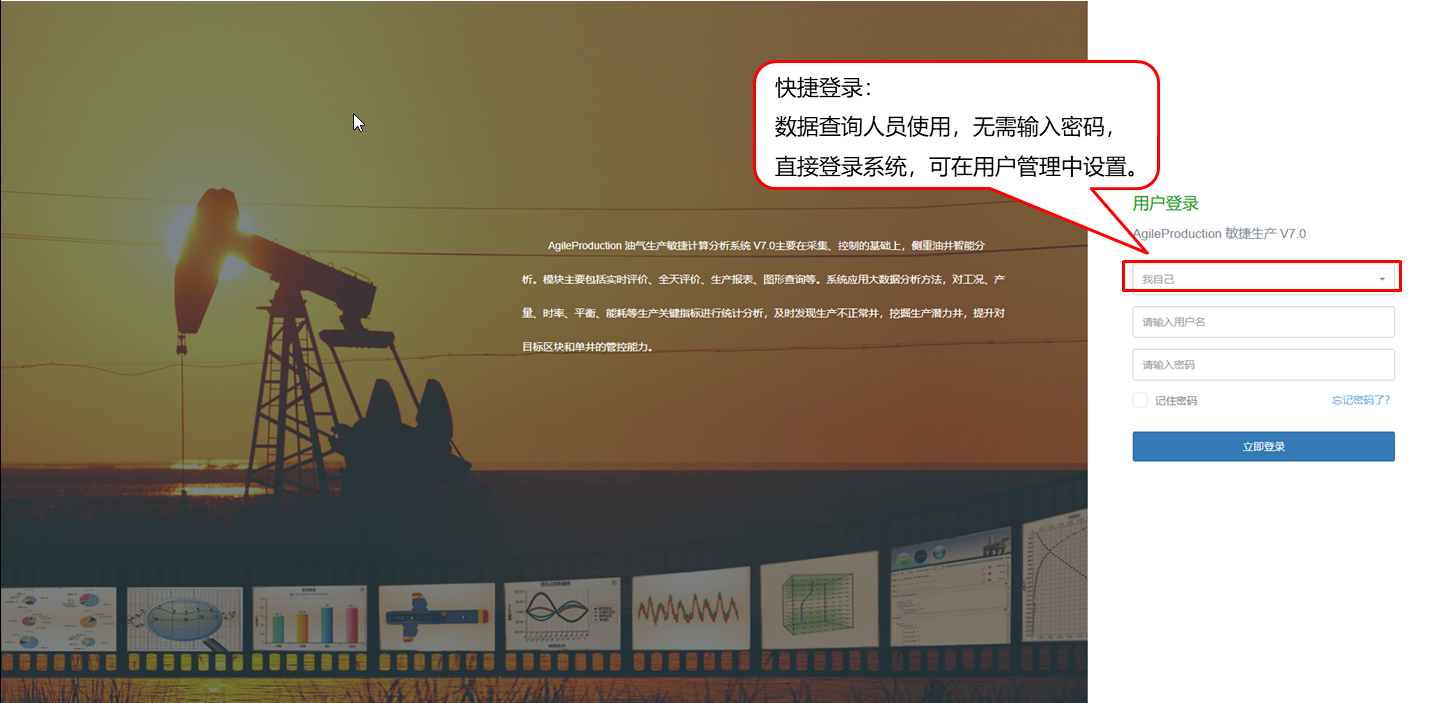 快捷登录：
数据查询人员使用，无需输入密码，
直接登录系统，可在用户管理中设置。
AgileProduction 油气生产敏捷计算分析系统 V7.0主要在采集、控制的基础上，侧重油井智能分
析。模块主要包括实时评价、全天评价、生产报表、图形查询等。系统应用大数据分析方法，对工况、产
量、时率、平衡、能耗等生产关键指标进行统计分析，及时发现生产不正常井，挖掘生产潜力井，提升对
目标区块和单井的管控能力。
用户登录
AgileProduction 敏捷生产 V7.0
我自己
请输入用户名
请输入密码
记住密码 忘记密码了?
立即登录